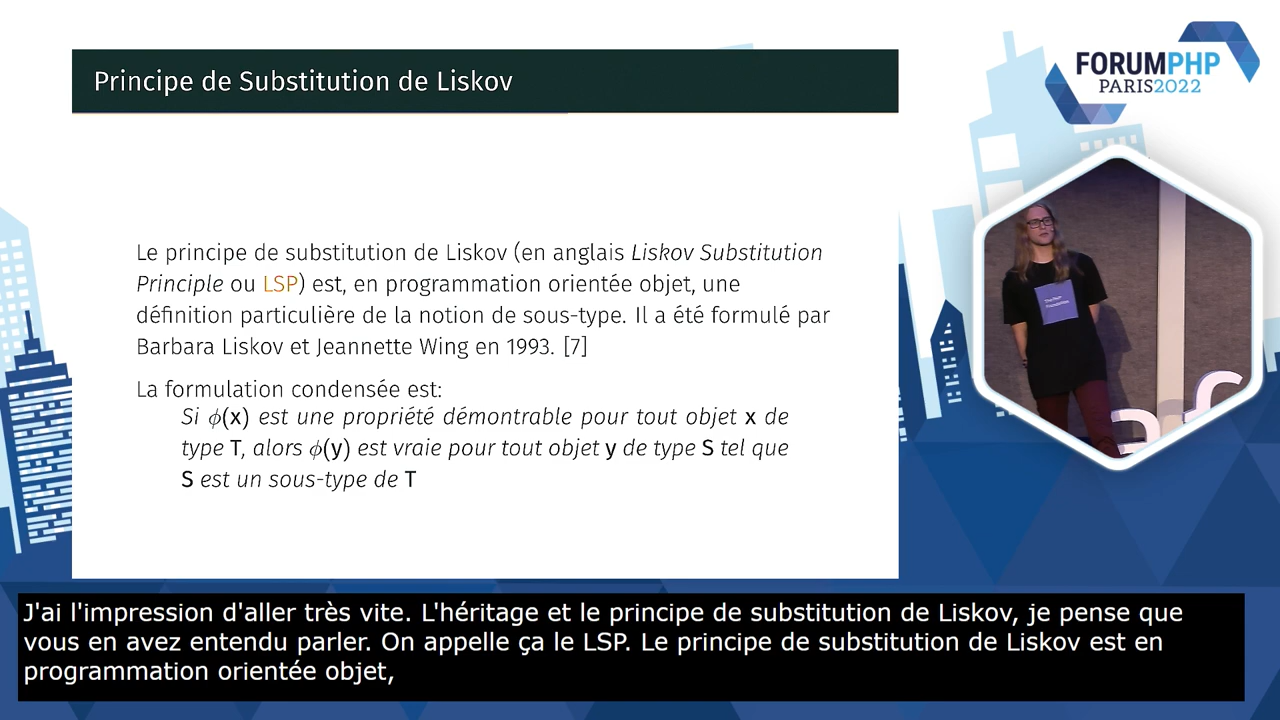 Principe de Substitution de Liskov
FORUMPHP
PARIS2022
Le principe de substitution de Liskov (en anglais Liskov Substitution
Principle ou LSP) est, en programmation orientée objet, une
définition particulière de la notion de sous-type. Il a été formulé par
Barbara Liskov et Jeannette Wing en 1993. [7]
La formulation condensée est:
Si ϕ(x) est une propriété démontrable pour tout objet x de
type T, alors ϕ(y) est vraie pour tout objet y de type S tel que
S est un sous-type de T
af
J'ai l'impression d'aller très vite. L'héritage et le principe de substitution de Liskov, je pense que
vous en avez entendu parler. On appelle ça le LSP. Le principe de substitution de Liskov est en
programmation orientée objet,